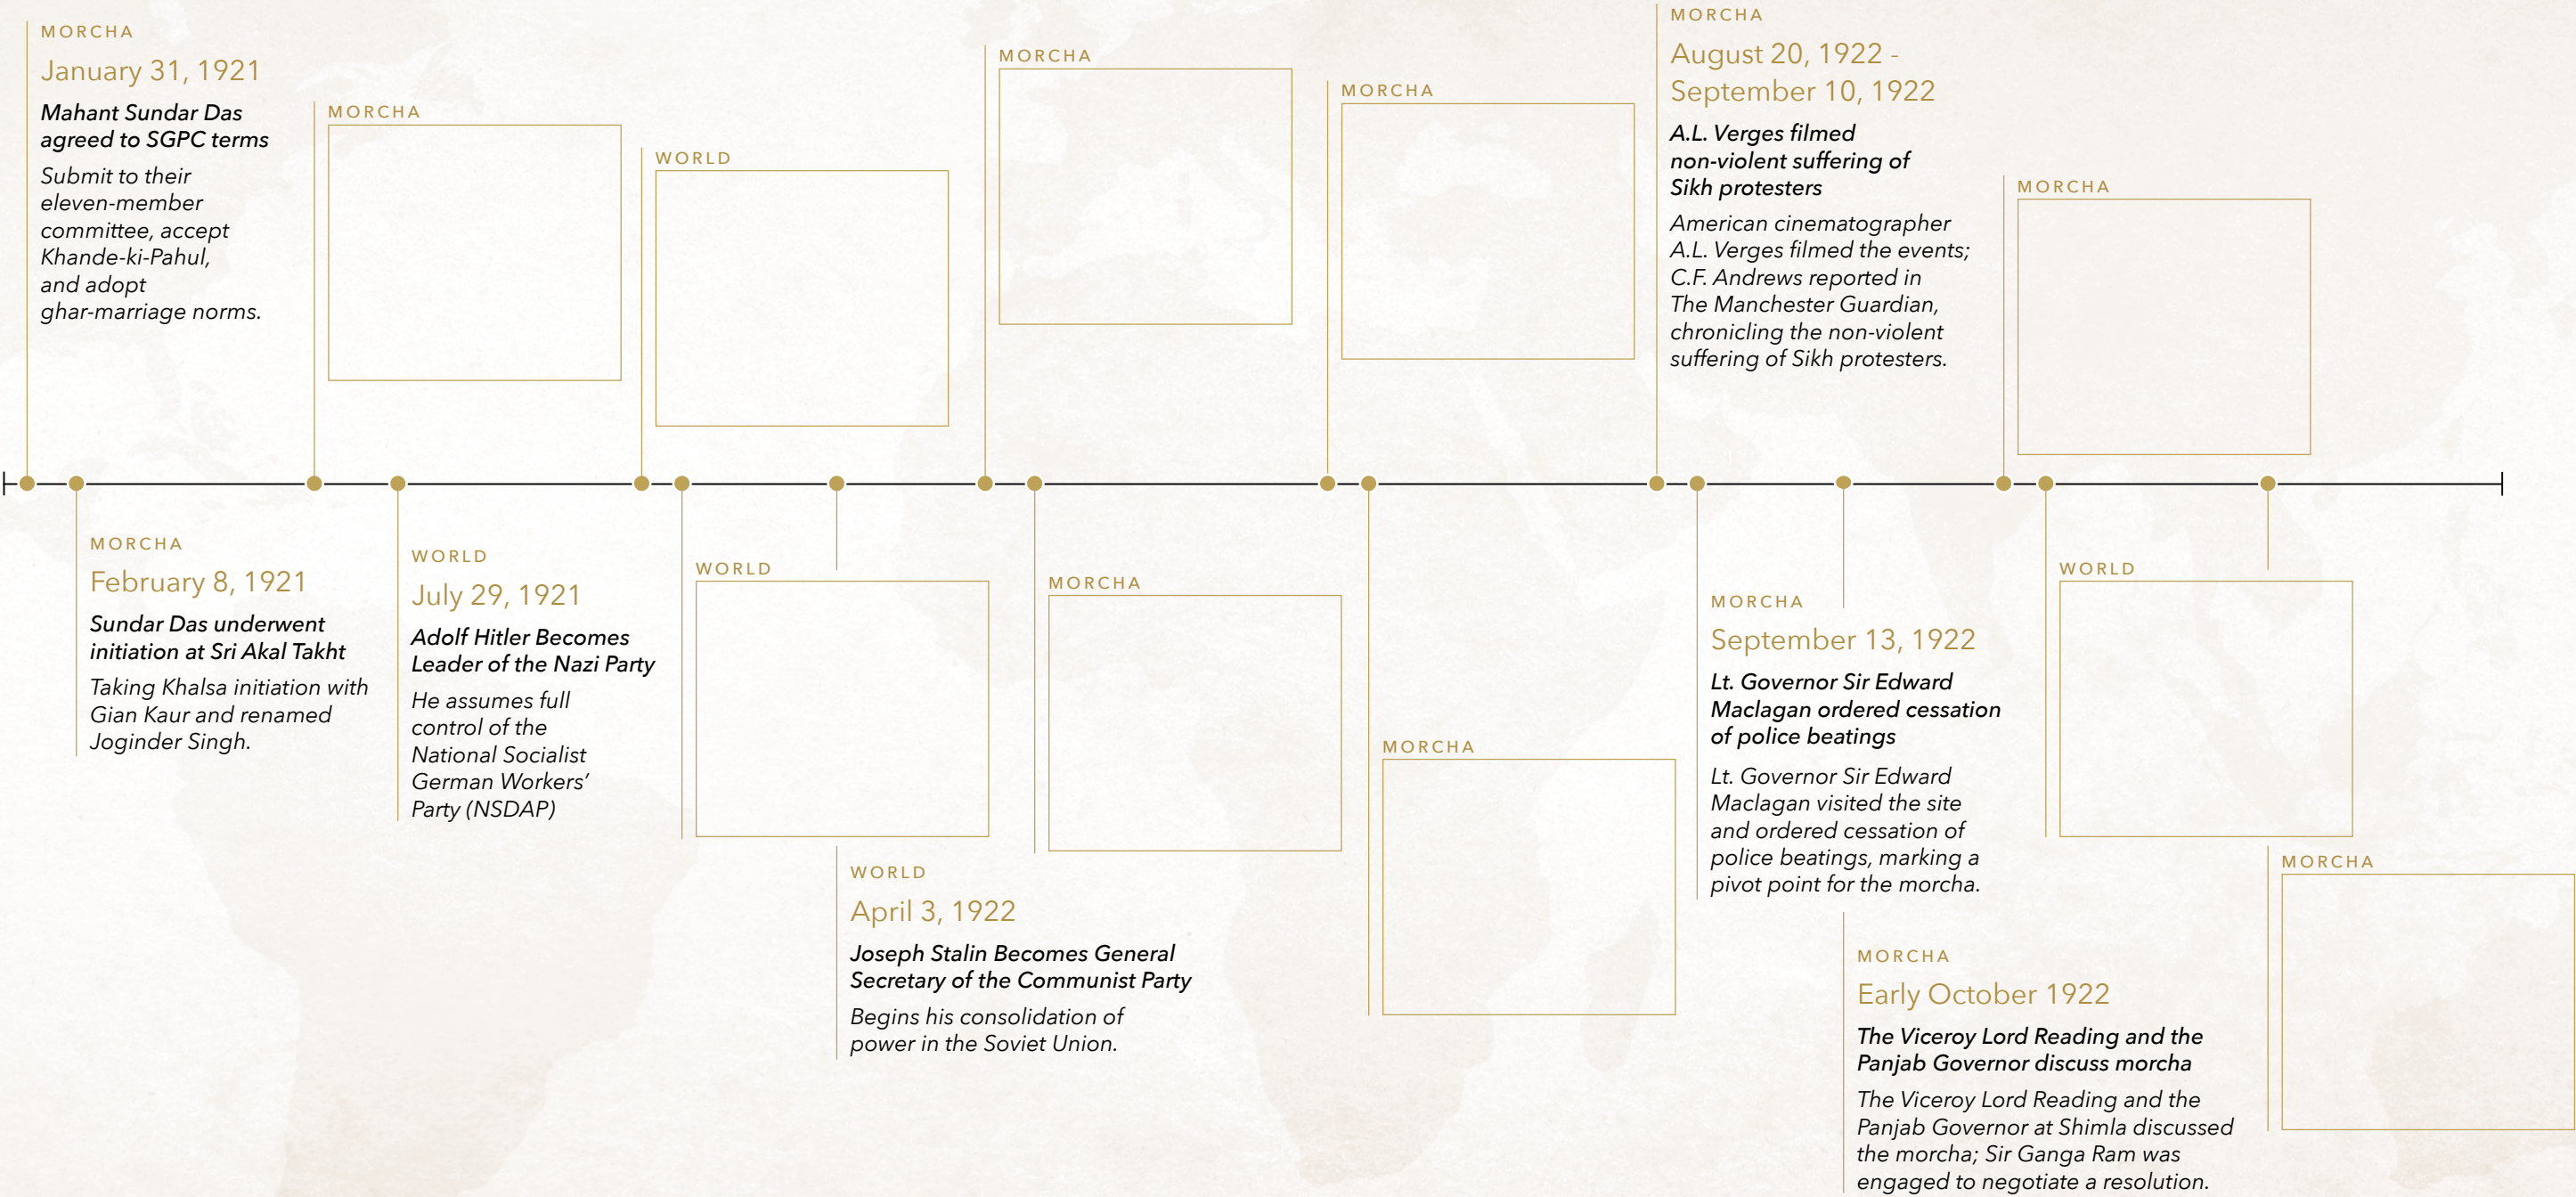 MORCHA
January 31, 1921
Mahant Sundar Das
agreed to SGPC terms
Submit to their
eleven-member
committee, accept
Khande-ki-Pahul,
and adopt
ghar-marriage norms.
MORCHA
WORLD
MORCHA
MORCHA
MORCHA
August 20, 1922 -
September 10, 1922
A.L. Verges filmed
non-violent suffering of
Sikh protesters
American cinematographer
A.L. Verges filmed the events;
C.F. Andrews reported in
The Manchester Guardian,
chronicling the non-violent
suffering of Sikh protesters.
MORCHA
MORCHA
February 8, 1921
Sundar Das underwent
initiation at Sri Akal Takht
Taking Khalsa initiation with
Gian Kaur and renamed
Joginder Singh.
WORLD
July 29, 1921
Adolf Hitler Becomes
Leader of the Nazi Party
He assumes full
control of the
National Socialist
German Workers'
Party (NSDAP)
WORLD
WORLD
April 3, 1922
Joseph Stalin Becomes General
Secretary of the Communist Party
Begins his consolidation of
power in the Soviet Union.
MORCHA
MORCHA
MORCHA
September 13, 1922
Lt. Governor Sir Edward
Maclagan ordered cessation
of police beatings
Lt. Governor Sir Edward
Maclagan visited the site
and ordered cessation of
police beatings, marking a
pivot point for the morcha.
MORCHA
Early October 1922
The Viceroy Lord Reading and the
Panjab Governor discuss morcha
The Viceroy Lord Reading and the
Panjab Governor at Shimla discussed
the morcha; Sir Ganga Ram was
engaged to negotiate a resolution.
WORLD
MORCHA